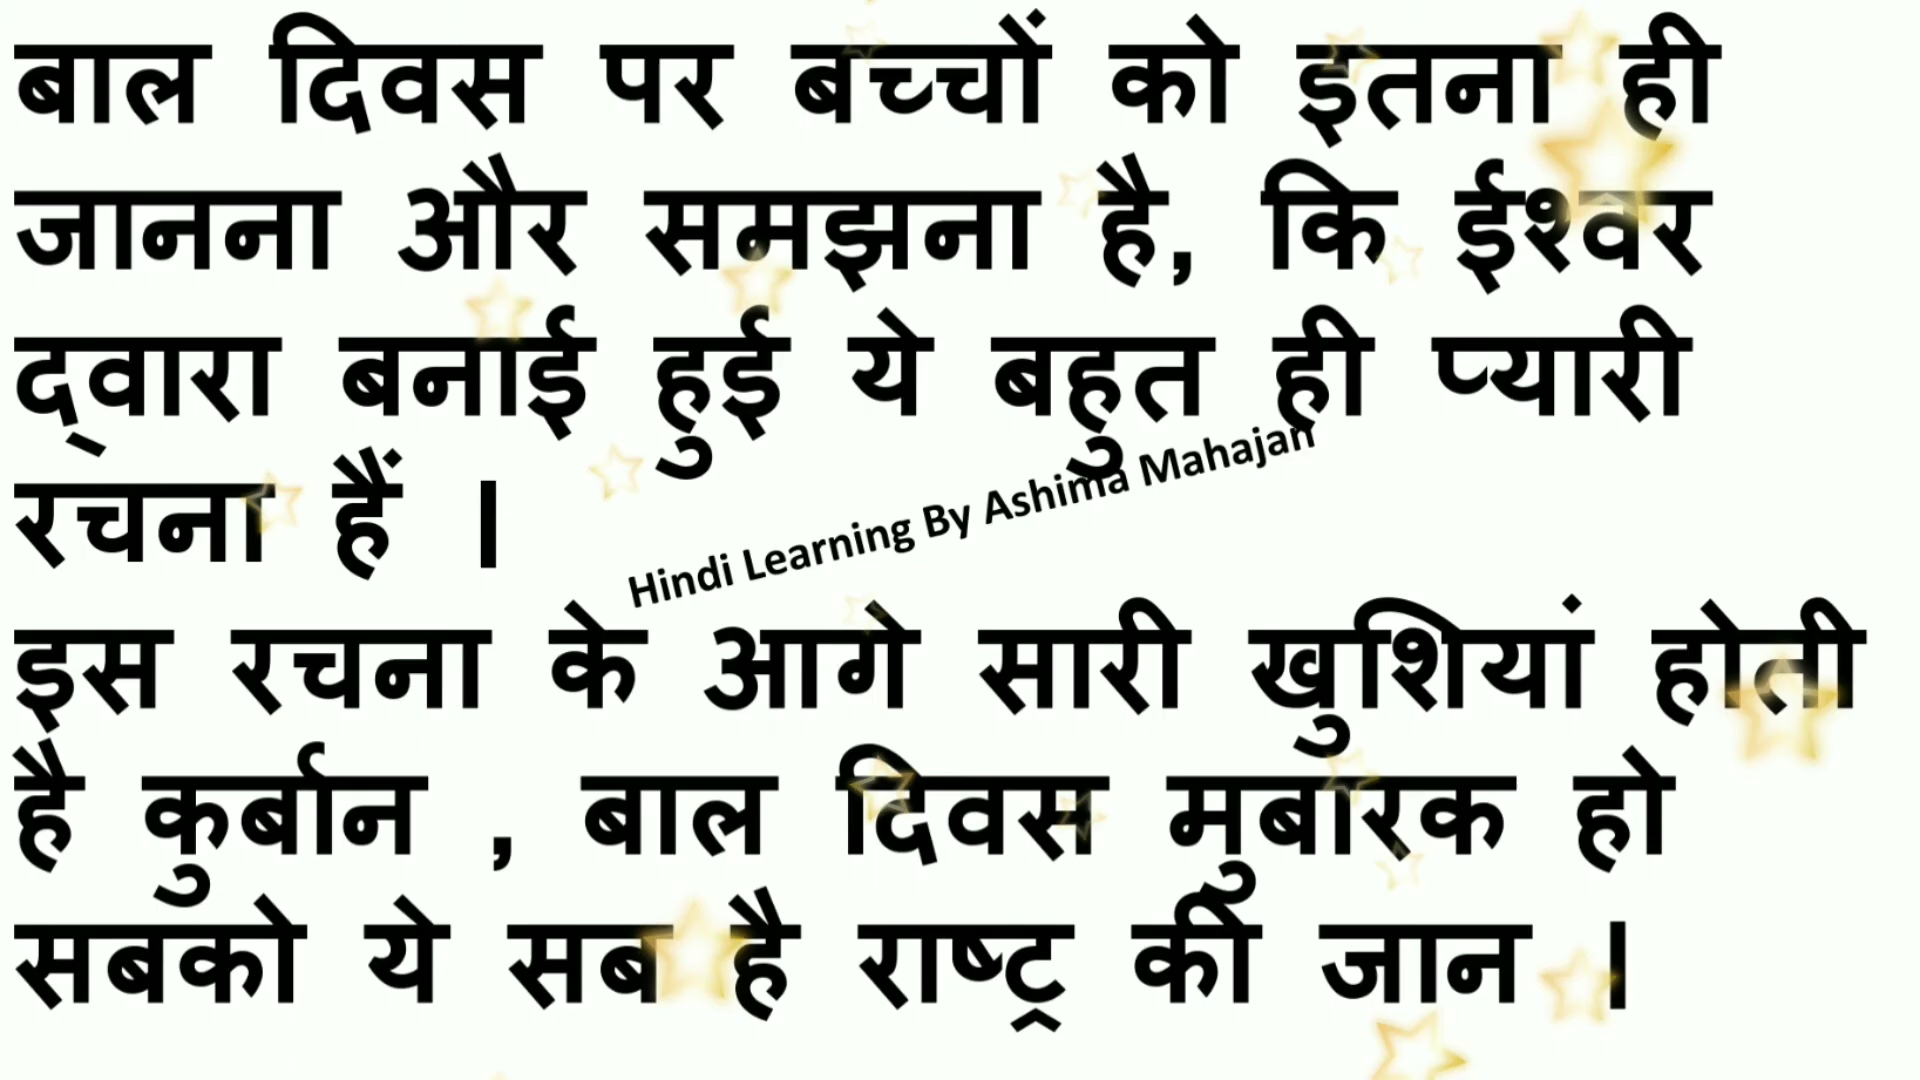 बाल दिवस पर बच्चों को इतना ही
जानना और समझना है, कि ईश्वर
द्वारा बनाई हुई ये बहुत ही प्यारी
रचना हैं ।
Hindi Learning By Ashima Mahajan
इस रचना के आगे सारी खुशियां होती
है कुर्बान , बाल दिवस मुबारक हो
सबको ये सब है राष्ट्र की जान ।